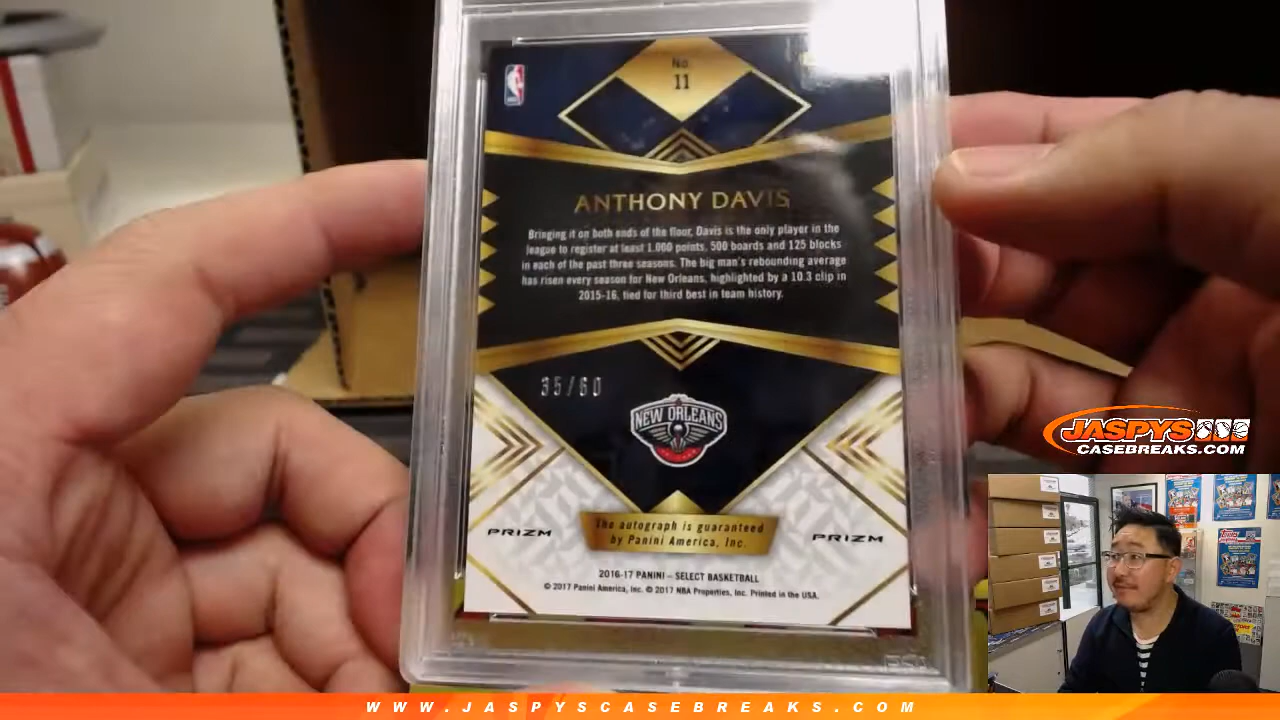 No.
11
ANTHONY DAVIS
Bringing it on both ends of the floor, Davis is the only player in the
league to register at least 1,000 points, 500 boards and 125 blocks
in each of the past three seasons. The big man's rebounding average
has risen every season for New Orleans, highlighted by a 10.3 clip in
2015-16, tied for third best in team history.
35/60
NEW ORLEANS
The autograph is guaranteed
by Panini America, Inc.
PRIZM
PRIZM
2016-17 PANINI – SELECT BASKETBALL
© 2017 Panini America, Inc. © 2017 NBA Properties, Inc. Printed in the USA.
JASPYS
CASEBREAKS.COM
WWW.JASPYSCASEBREAKS.COM